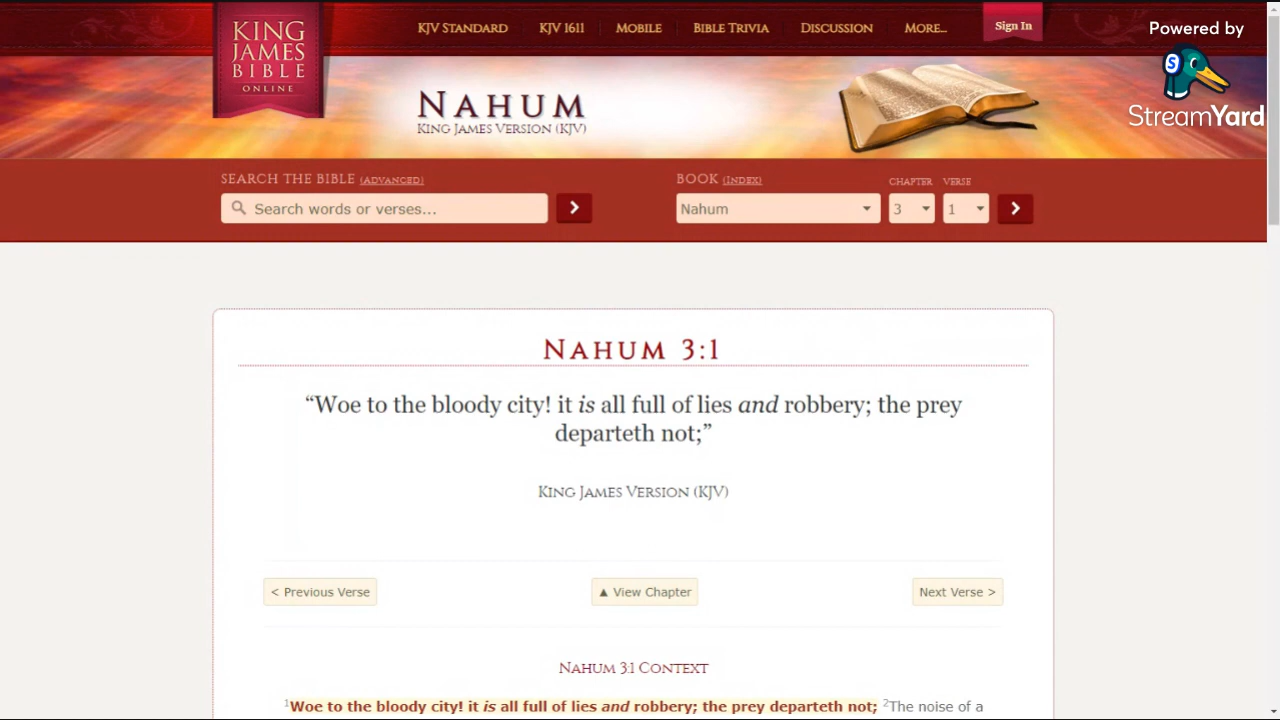 KING
JAMES
BIBLE
ONLINE
KJV STANDARD KJV 1611 MOBILE BIBLE TRIVIA DISCUSSION MORE... Sign In
Powered by
StreamYard
NAHUM
KING JAMES VERSION (KJV)
SEARCH THE BIBLE (ADVANCED) BOOK (INDEX) CHAPTER VERSE
Search words or verses... Nahum 3 1
NAHUM 3:1
“Woe to the bloody city! it is all full of lies and robbery; the prey
departeth not;”
KING JAMES VERSION (KJV)
< Previous Verse ▲ View Chapter Next Verse >
NAHUM 3:1 CONTEXT
1Woe to the bloody city! it is all full of lies and robbery; the prey departeth not; 2The noise of a